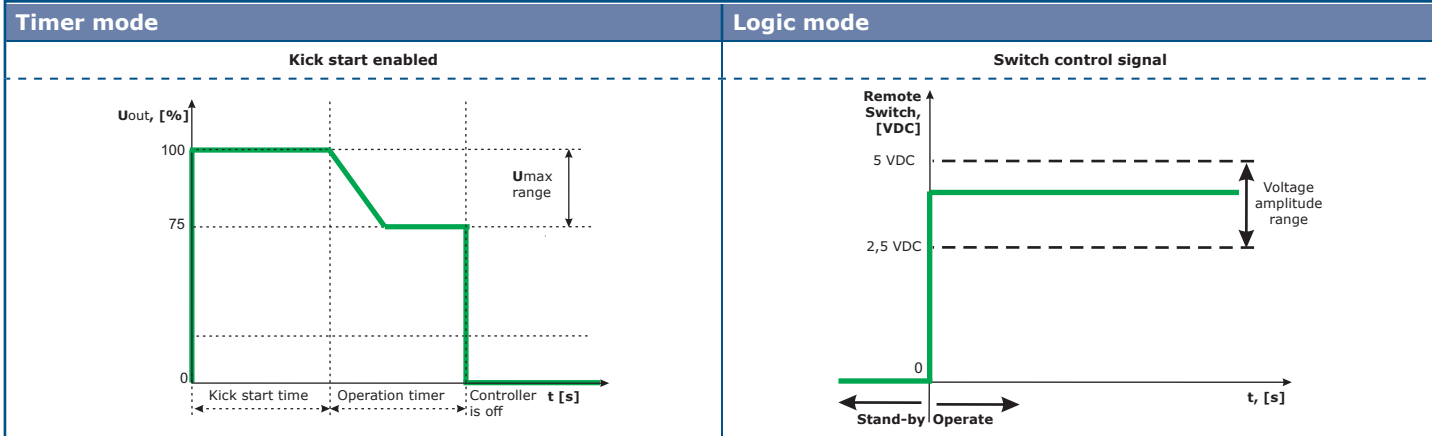 Timer mode
Logic mode
Kick start enabled
Switch control signal
Uout, [%]
100
75
0
Umax
range
Kick start time
Operation timer
Controller
is off
t [s]
Remote
Switch,
[VDC]
5 VDC
2,5 VDC
0
Voltage
amplitude
range
t, [s]
Stand-by
Operate